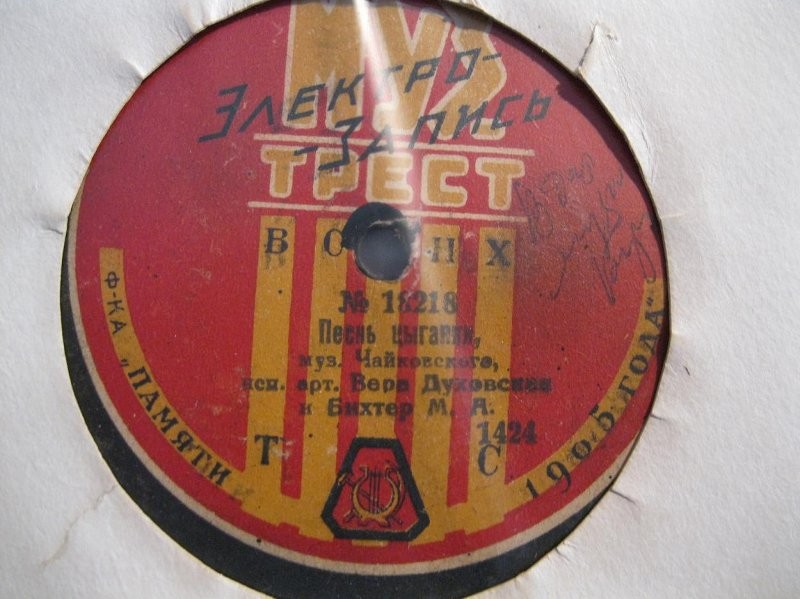 МУЗ
ЭЛЕКТРО-
-ЗАПИСЬ
ТРЕСТ
В С Н Х
№ 18218
Песнь цыганки,
муз. Чайковского,
исп. арт. Вера Духовская
и Бихтер М. А.
1424
Т С
Ф-КА „ПАМЯТИ 1905 ГОДА"